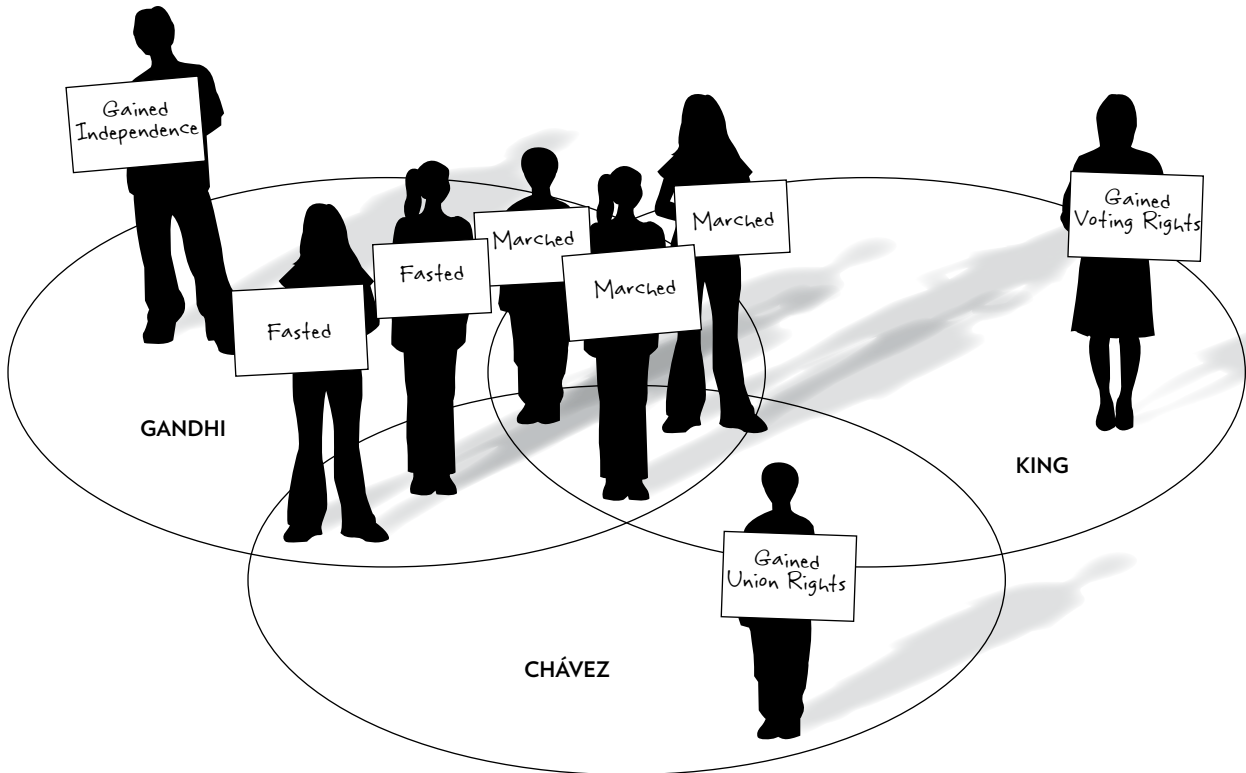 Gained
Independence
Marched
Gained
Voting Rights
Marched
Fasted
Marched
Fasted
GANDHI
KING
Gained
Union Rights
CHÁVEZ